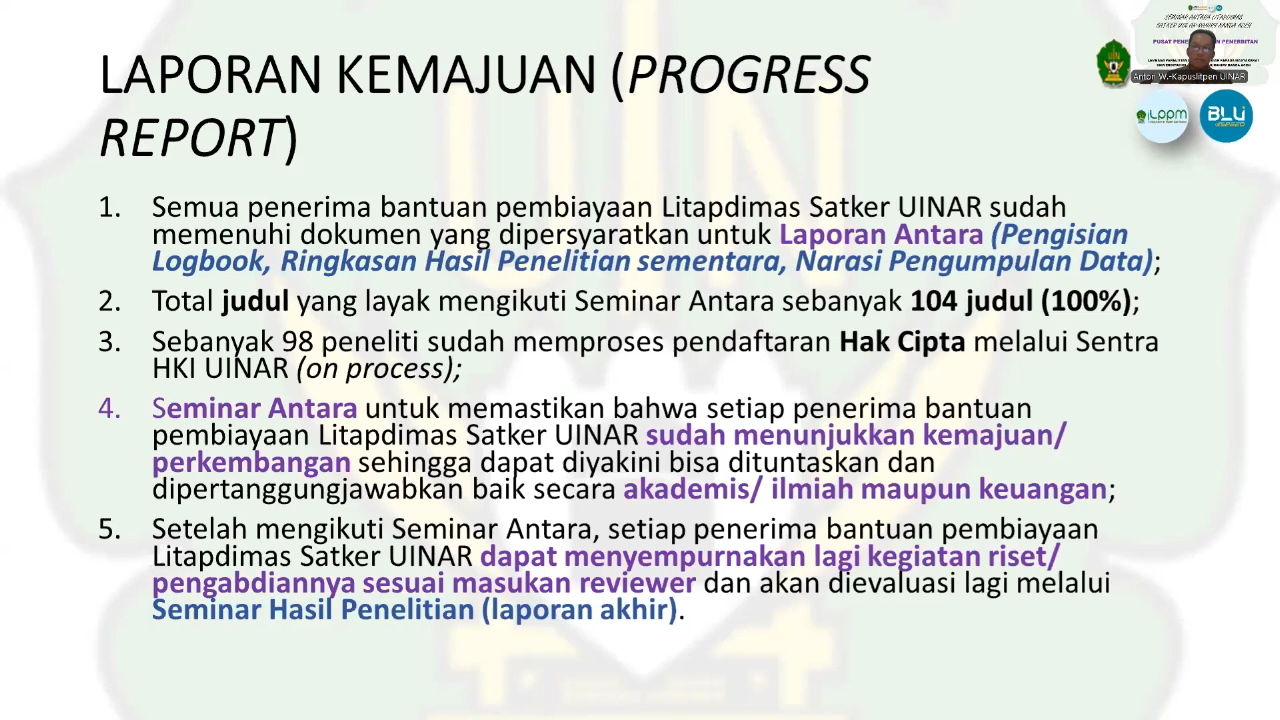 LAPORAN KEMAJUAN (PROGRESS
REPORT)
1. Semua penerima bantuan pembiayaan Litapdimas Satker UINAR sudah
memenuhi dokumen yang dipersyaratkan untuk Laporan Antara (Pengisian
Logbook, Ringkasan Hasil Penelitian sementara, Narasi Pengumpulan Data);
2. Total judul yang layak mengikuti Seminar Antara sebanyak 104 judul (100%);
3. Sebanyak 98 peneliti sudah memproses pendaftaran Hak Cipta melalui Sentra
HKI UINAR (on process);
4. Seminar Antara untuk memastikan bahwa setiap penerima bantuan
pembiayaan Litapdimas Satker UINAR sudah menunjukkan kemajuan/
perkembangan sehingga dapat diyakini bisa dituntaskan dan
dipertanggungjawabkan baik secara akademis/ ilmiah maupun keuangan;
5. Setelah mengikuti Seminar Antara, setiap penerima bantuan pembiayaan
Litapdimas Satker UINAR dapat menyempurnakan lagi kegiatan riset/
pengabdiannya sesuai masukan reviewer dan akan dievaluasi lagi melalui
Seminar Hasil Penelitian (laporan akhir).
Anton W.-Kapuslitpen UINAR
LPPM
BLU
UIN